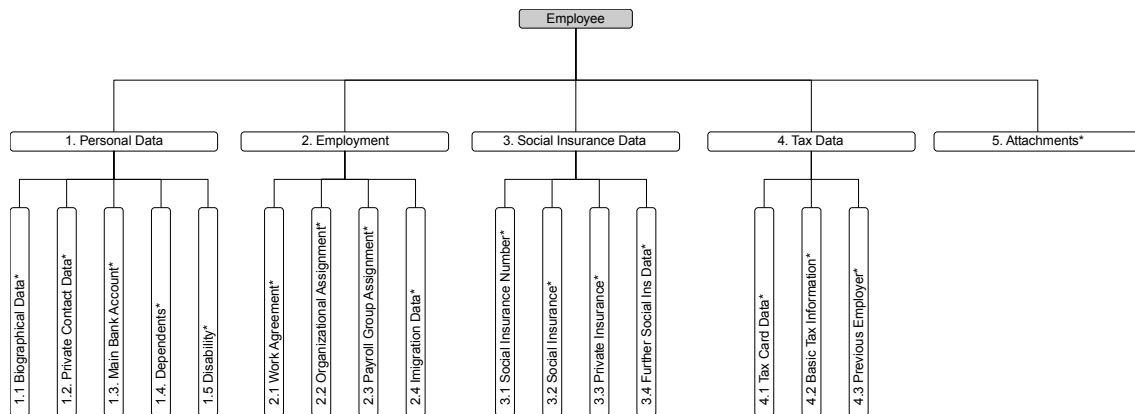 Employee
1. Personal Data
2. Employment
3. Social Insurance Data
4. Tax Data
5. Attachments*
1.1 Biographical Data*
1.2. Private Contact Data*
1.3. Main Bank Account*
1.4. Dependents*
1.5 Disability*
2.1 Work Agreement*
2.2 Organizational Assignment*
2.3 Payroll Group Assignment*
2.4 Imigration Data*
3.1 Social Insurance Number*
3.2 Social Insurance*
3.3 Private Insurance*
3.4 Further Social Ins Data*
4.1 Tax Card Data*
4.2 Basic Tax Information*
4.3 Previous Employer*